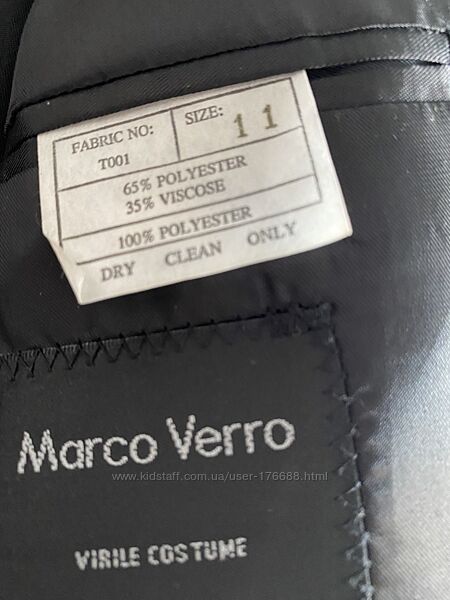 FABRIC NO:
T001
SIZE:
11
65% POLYESTER
35% VISCOSE
100% POLYESTER
DRY CLEAN ONLY
Marco Verro
www.kidstaff.com.ua/user-176688.html
VIRILE COSTUME